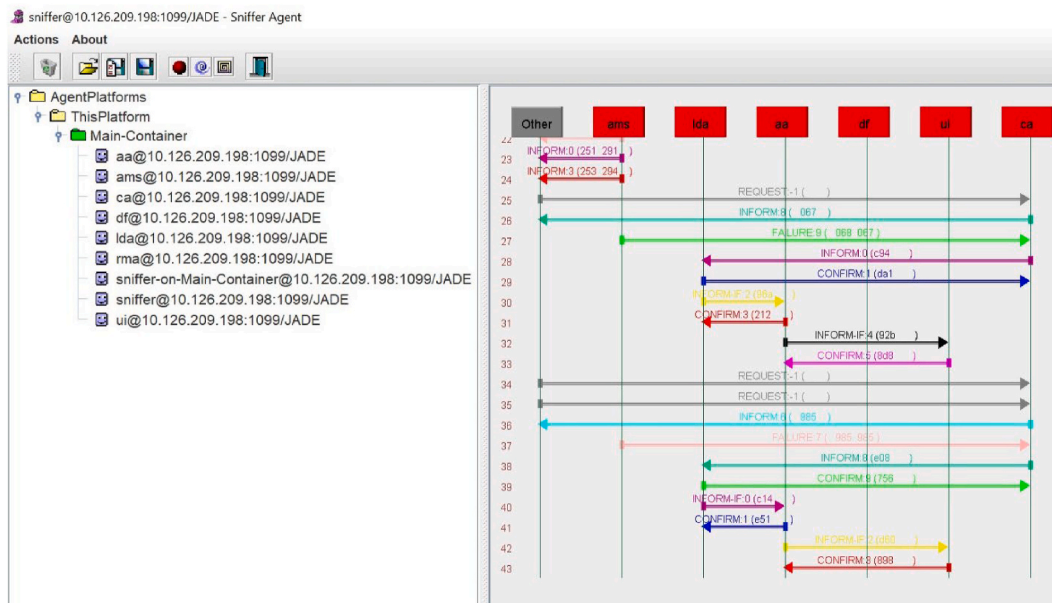 sniffer@10.126.209.198:1099/JADE - Sniffer Agent
Actions About
AgentPlatforms
ThisPlatform
Main-Container
aa@10.126.209.198:1099/JADE
ams@10.126.209.198:1099/JADE
ca@10.126.209.198:1099/JADE
df@10.126.209.198:1099/JADE
lda@10.126.209.198:1099/JADE
rma@10.126.209.198:1099/JADE
sniffer-on-Main-Container@10.126.209.198:1099/JADE
sniffer@10.126.209.198:1099/JADE
ui@10.126.209.198:1099/JADE
Other ams lda aa df ui ca
22
23 INFORM:0 (251 291 )
24 INFORM:3 (253 294 )
25 REQUEST:-1 ( )
26 INFORM:8 ( 067 )
27 FAILURE:9 ( 068 067 )
28 INFORM:0 (c94 )
29 CONFIRM:1 (da1 )
30 INFORM-IF:2 (98a )
31 CONFIRM:3 (212 )
32 INFORM-IF:4 (92b )
33 CONFIRM:5 (8d8 )
34 REQUEST:-1 ( )
35 REQUEST:-1 ( )
36 INFORM:6 ( 985 )
37 FAILURE:7 ( 985 985 )
38 INFORM:8 (e08 )
39 CONFIRM:9 (756 )
40 INFORM-IF:0 (c14 )
41 CONFIRM:1 (e51 )
42 INFORM-IF:2 (d60 )
43 CONFIRM:3 (898 )